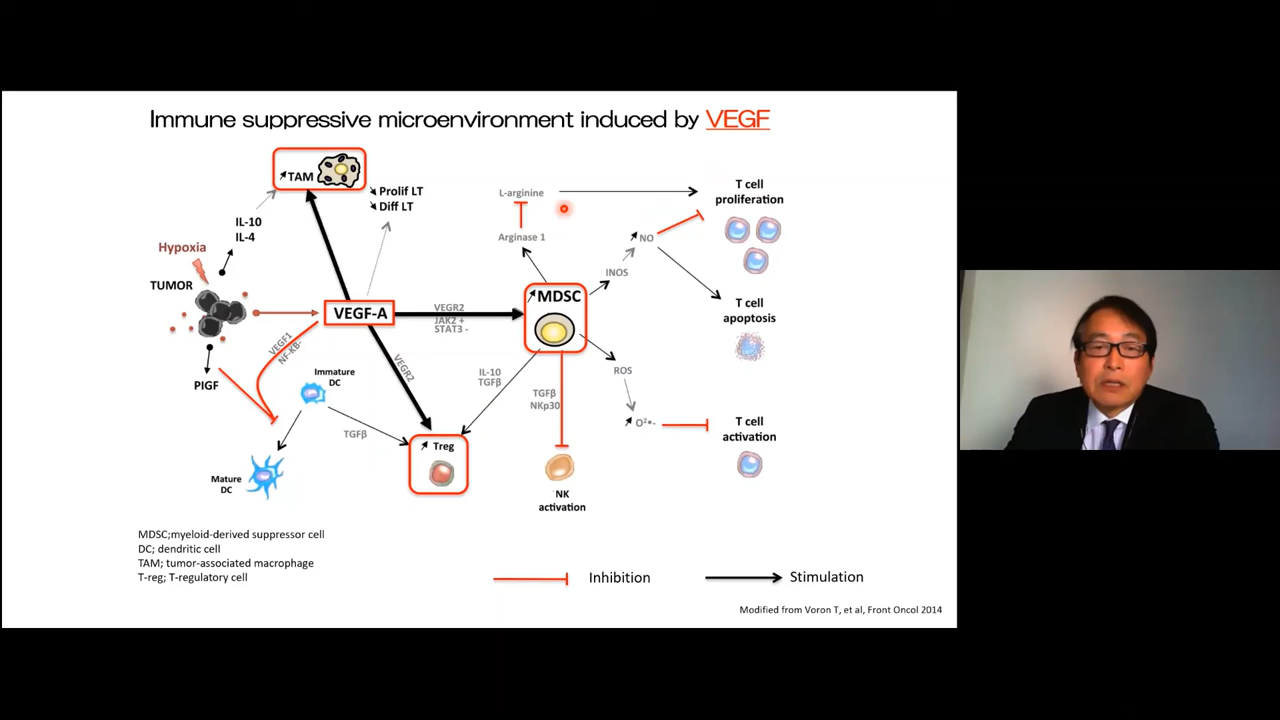 Immune suppressive microenvironment induced by VEGF
TAM
Prolif LT
Diff LT
IL-10
IL-4
Hypoxia
TUMOR
VEGF-A
VEGR2
JAK2 +
STAT3 -
VEGF1
NF-KB-
VEGR2
PIGF
Immature
DC
TGFβ
Mature
DC
Treg
L-arginine
Arginase 1
MDSC
INOS
NO
IL-10
TGFβ
TGFβ
NKp30
ROS
O²•-
NK
activation
T cell
proliferation
T cell
apoptosis
T cell
activation
MDSC;myeloid-derived suppressor cell
DC; dendritic cell
TAM; tumor-associated macrophage
T-reg; T-regulatory cell
Inhibition
Stimulation
Modified from Voron T, et al, Front Oncol 2014